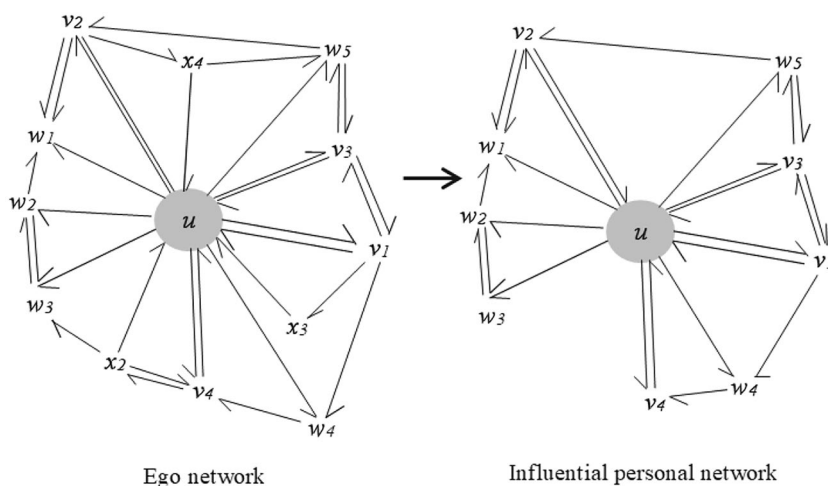 v2
x4
w5
w1
v3
w2
u
v1
w3
x3
x2
v4
w4
Ego network
v2
w5
w1
v3
w2
u
w3
v4
w4
Influential personal network